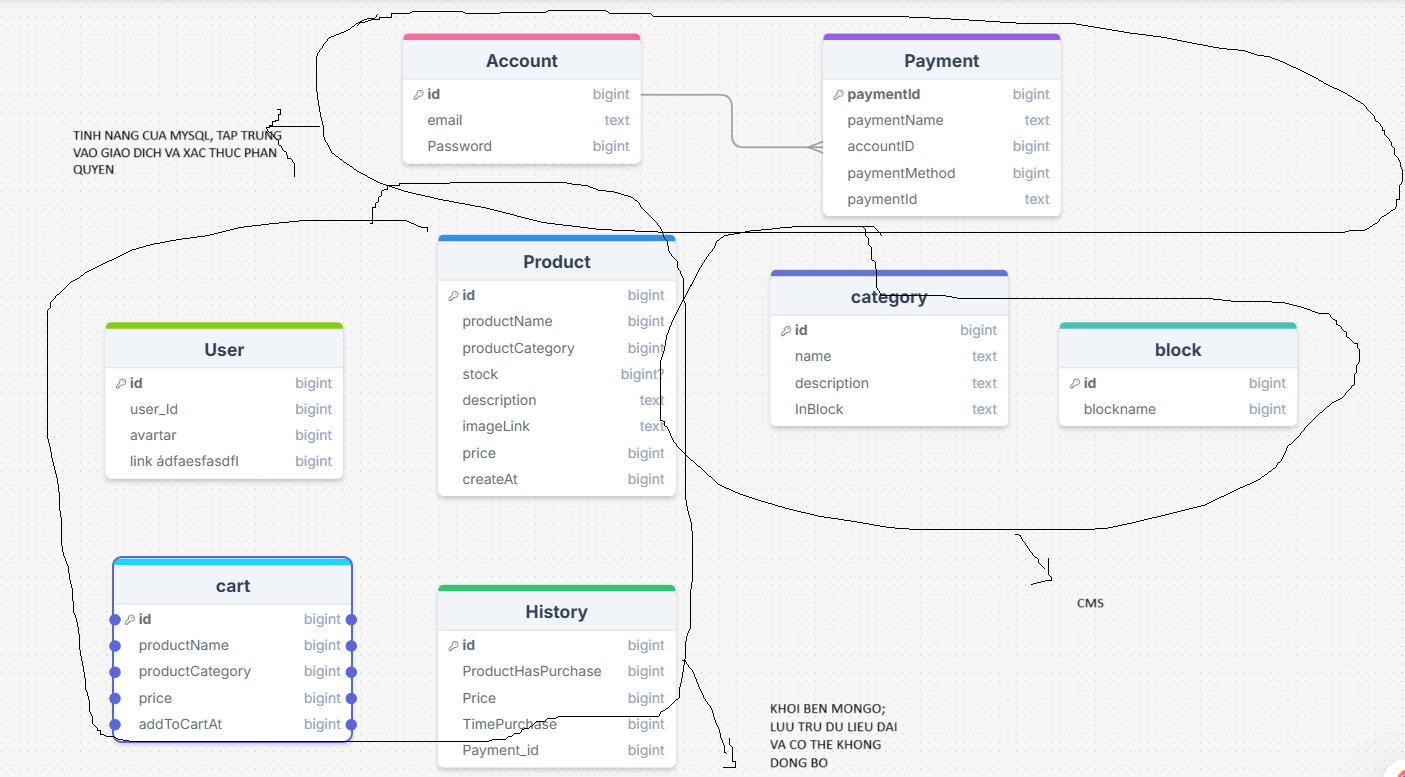 Account
id bigint
email text
Password bigint
Payment
paymentId bigint
paymentName text
accountID bigint
paymentMethod bigint
paymentId text
TINH NANG CUA MYSQL, TAP TRUNG
VAO GIAO DICH VA XAC THUC PHAN
QUYEN
Product
id bigint
productName bigint
productCategory bigint
stock bigint?
description text
imageLink text
price bigint
createAt bigint
category
id bigint
name text
description text
InBlock text
block
id bigint
blockname bigint
User
id bigint
user_Id bigint
avartar bigint
link ádfaesfasdfl bigint
cart
id bigint
productName bigint
productCategory bigint
price bigint
addToCartAt bigint
History
id bigint
ProductHasPurchase bigint
Price bigint
TimePurchase bigint
Payment_id bigint
CMS
KHOI BEN MONGO;
LUU TRU DU LIEU DAI
VA CO THE KHONG
DONG BO